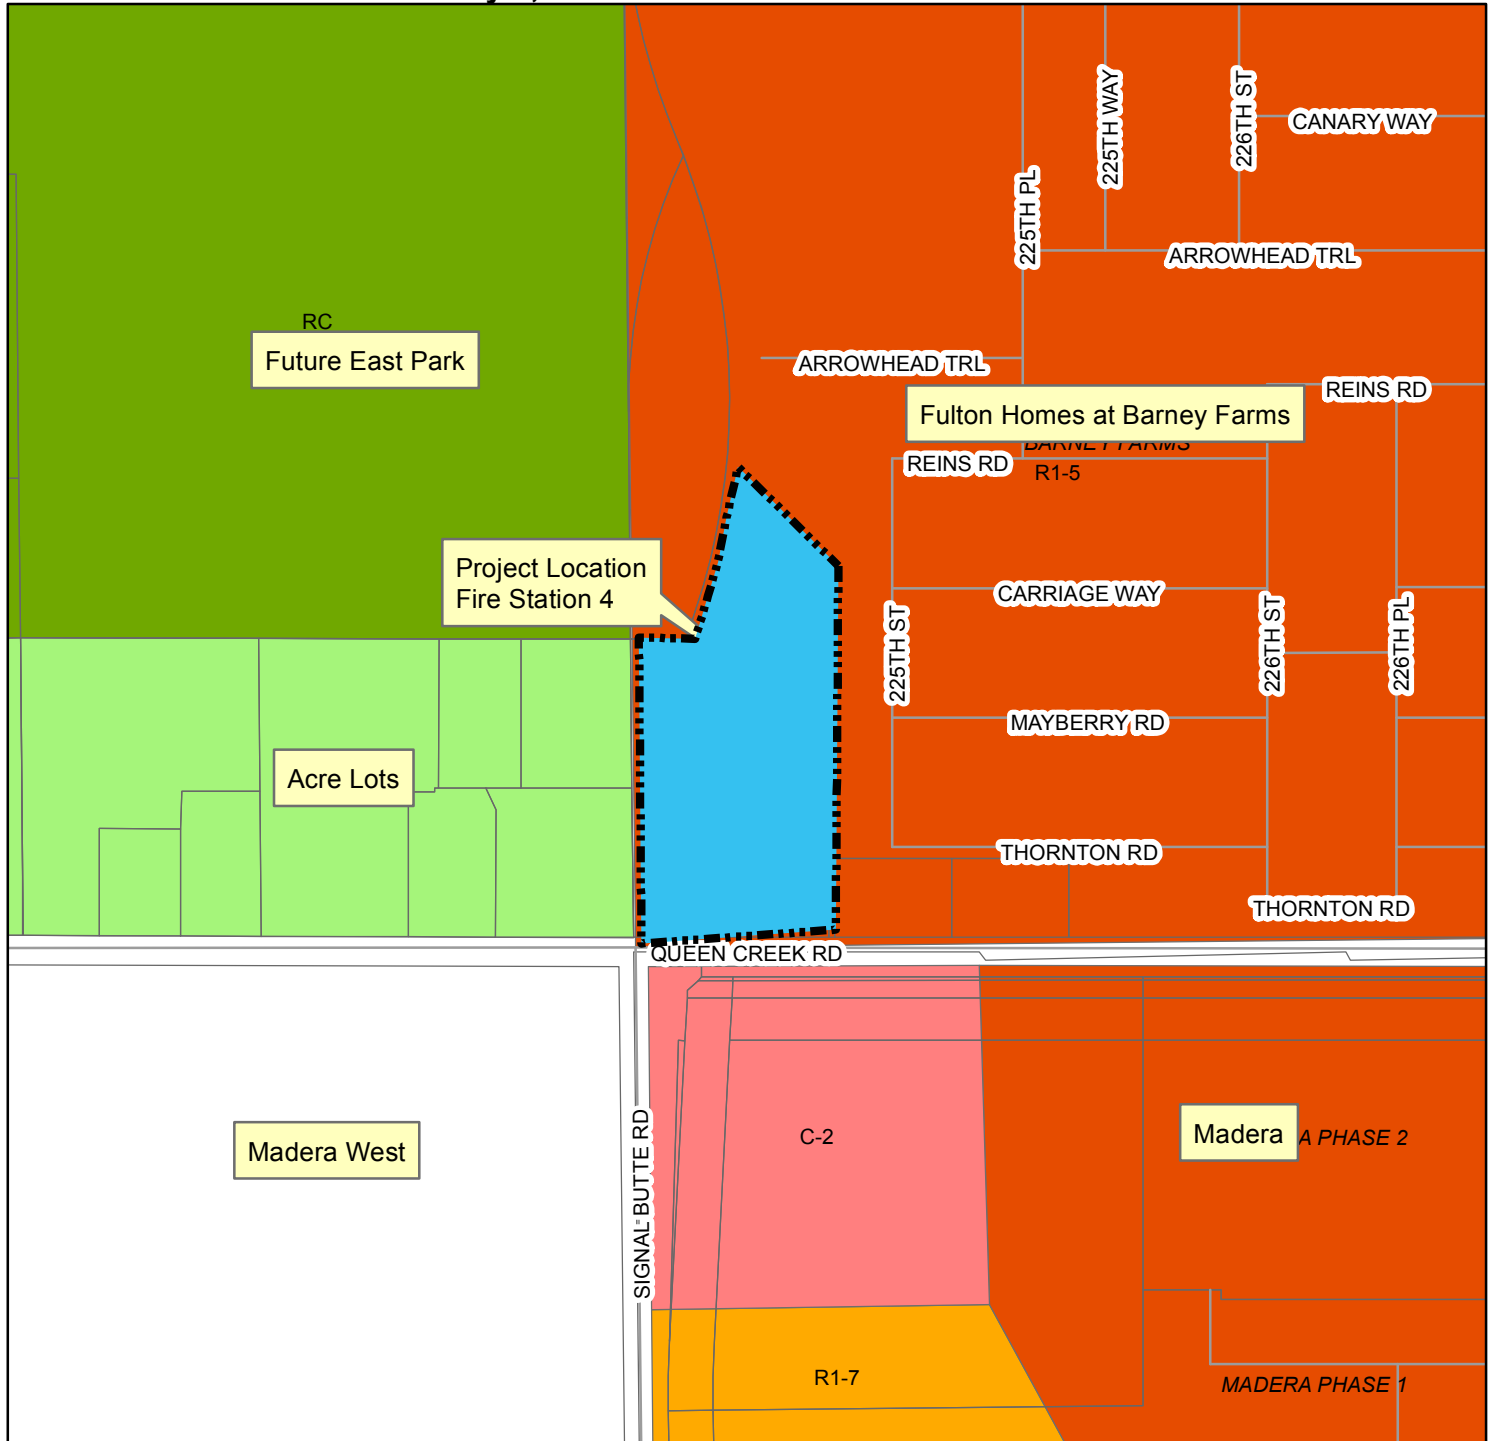 225TH WAY
226TH ST
CANARY WAY
225TH PL
ARROWHEAD TRL
RC
Future East Park
ARROWHEAD TRL
REINS RD
Fulton Homes at Barney Farms
BARNEY FARMS
REINS RD
R1-5
Project Location
Fire Station 4
CARRIAGE WAY
225TH ST
226TH ST
226TH PL
MAYBERRY RD
Acre Lots
THORNTON RD
THORNTON RD
QUEEN CREEK RD
SIGNAL BUTTE RD
C-2
Madera
A PHASE 2
Madera West
R1-7
MADERA PHASE 1